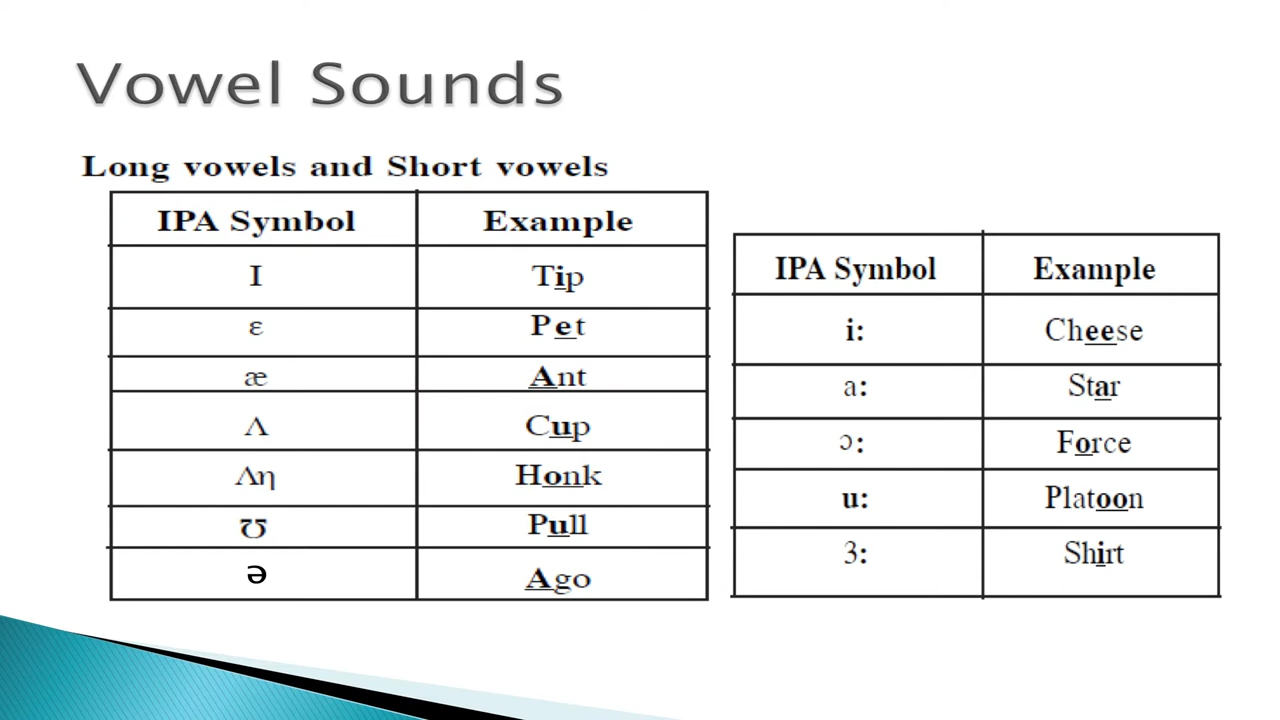 Vowel Sounds
Long vowels and Short vowels
IPA Symbol Example
I Tip
ε Pet
æ Ant
Λ Cup
Λη Honk
Ʊ Pull
ə Ago
IPA Symbol Example
i: Cheese
a: Star
ɔ: Force
u: Platoon
3: Shirt